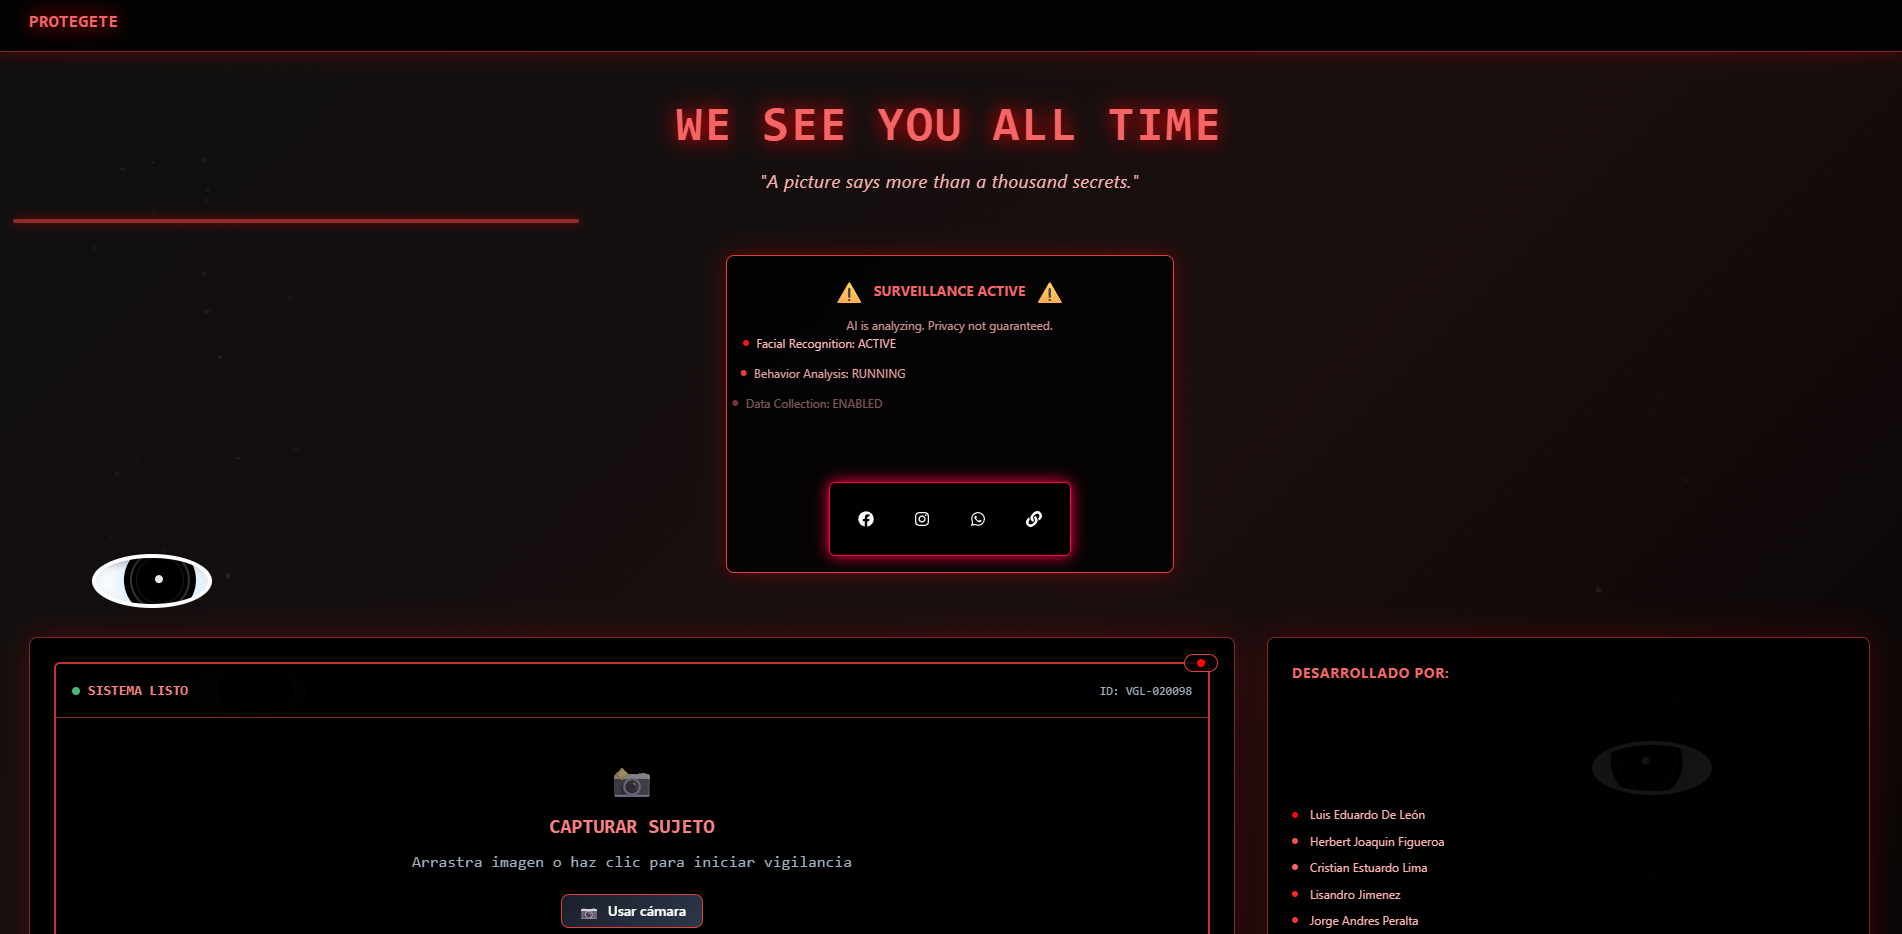 PROTEGETE
WE SEE YOU ALL TIME
"A picture says more than a thousand secrets."
SURVEILLANCE ACTIVE
AI is analyzing. Privacy not guaranteed.
Facial Recognition: ACTIVE
Behavior Analysis: RUNNING
Data Collection: ENABLED
SISTEMA LISTO
ID: VGL-020098
CAPTURAR SUJETO
Arrastra imagen o haz clic para iniciar vigilancia
Usar cámara
DESARROLLADO POR:
Luis Eduardo De León
Herbert Joaquin Figueroa
Cristian Estuardo Lima
Lisandro Jimenez
Jorge Andres Peralta